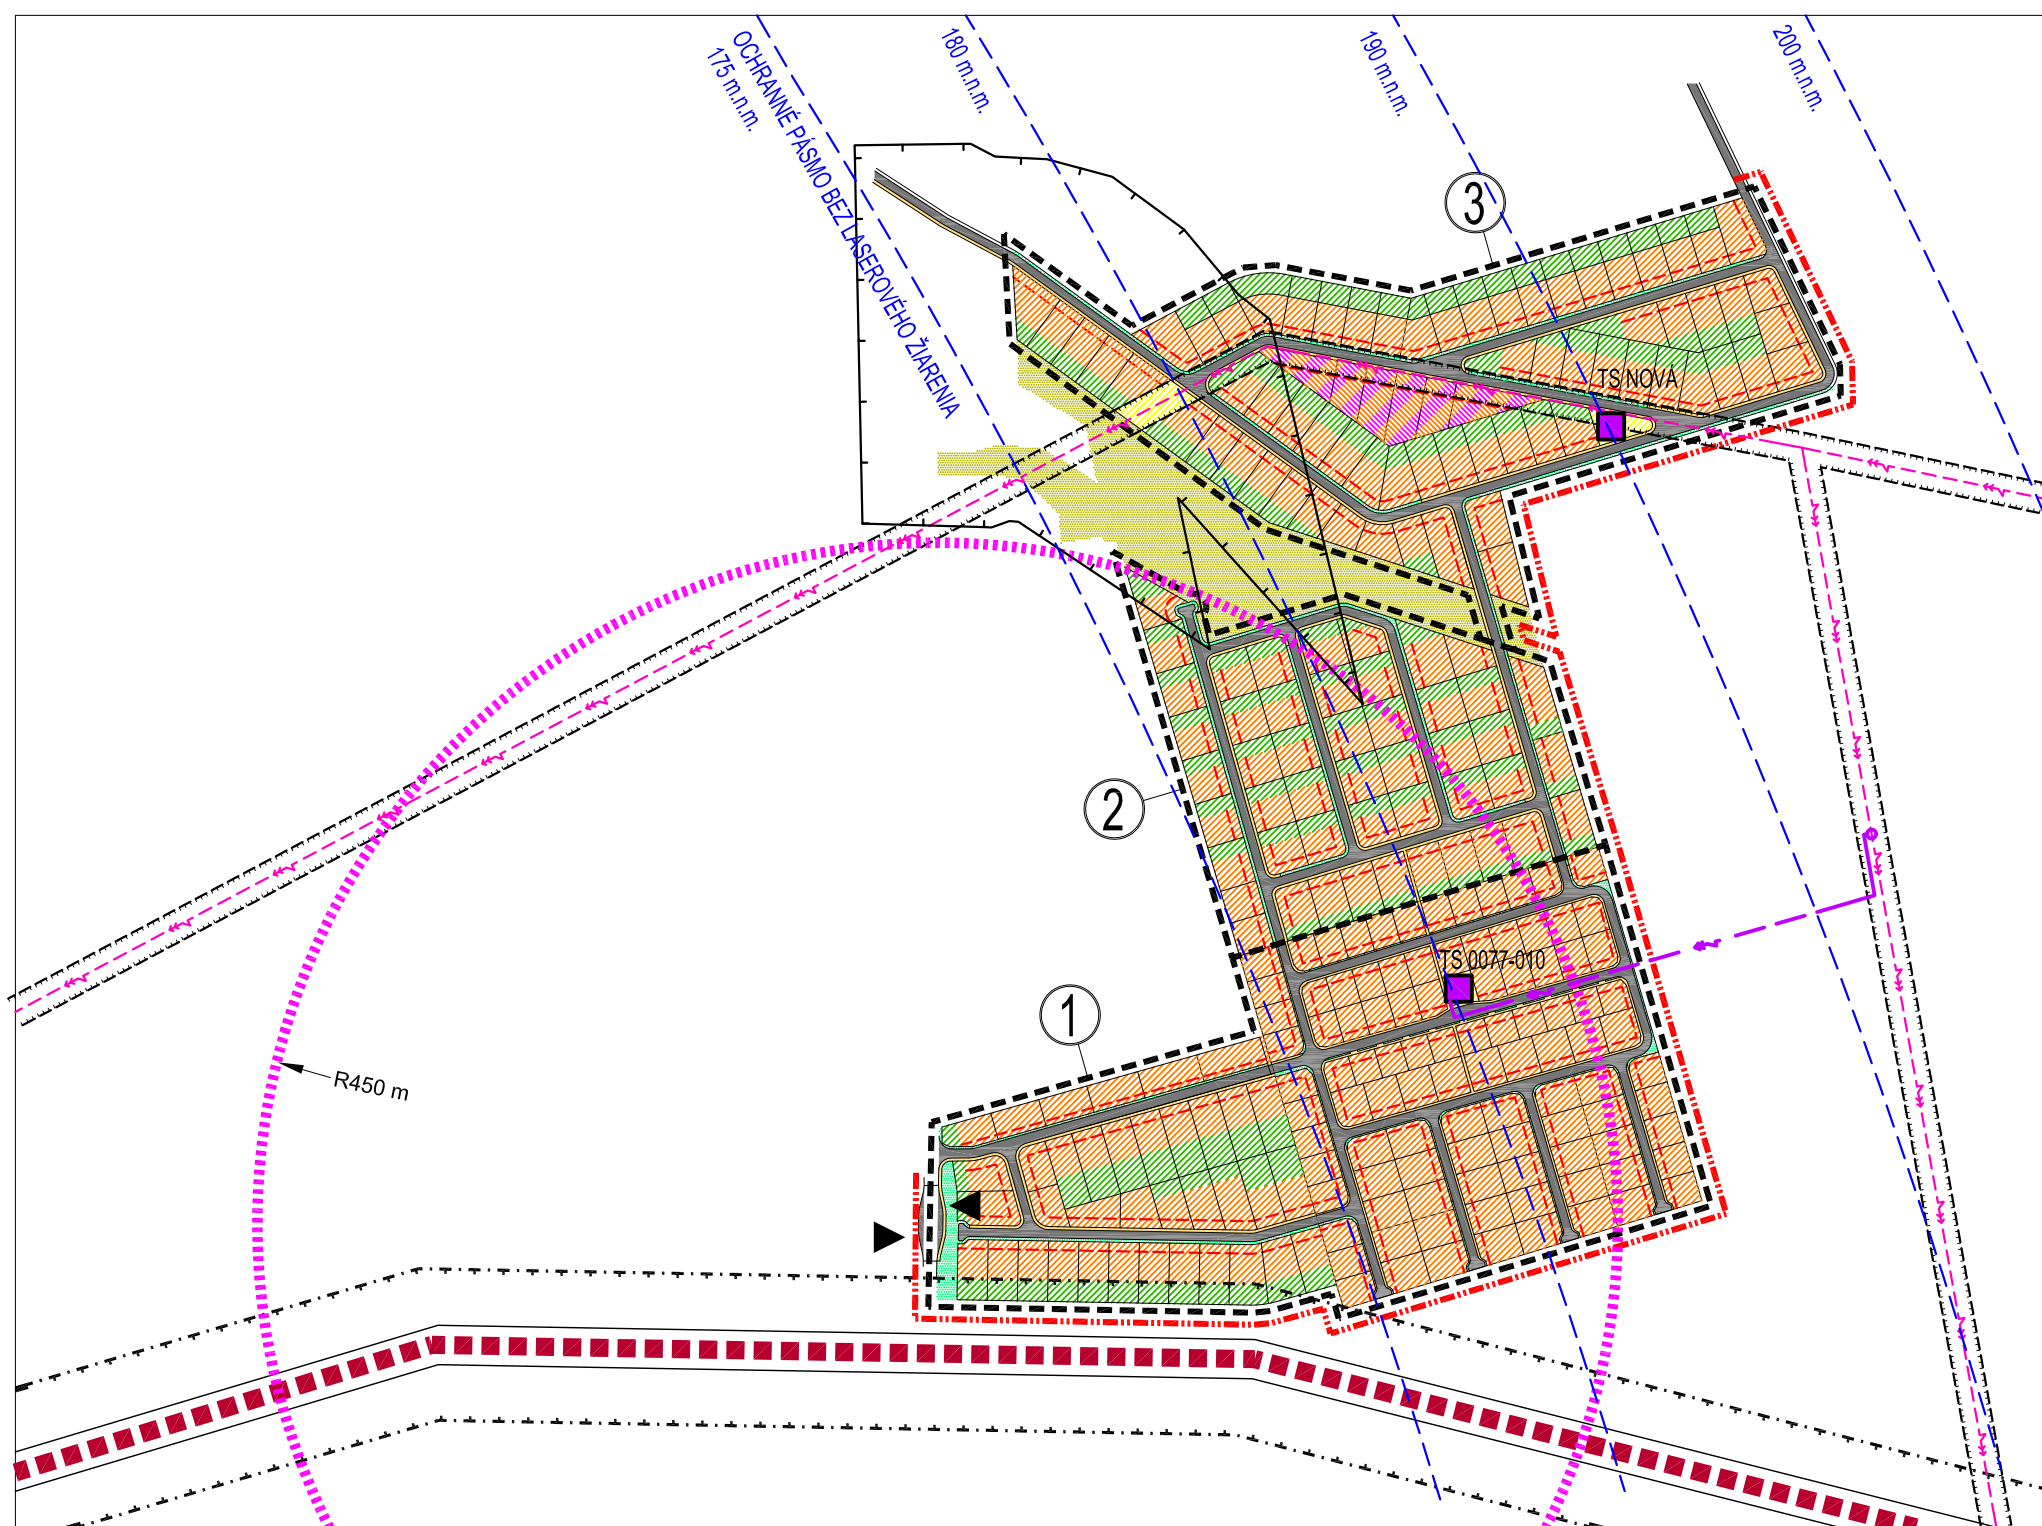 OCHRANNÉ PÁSMO BEZ LASEROVÉHO ŽIARENIA
175 m.n.m.
180 m.n.m.
190 m.n.m.
200 m.n.m.
3
TS NOVÁ
2
TS 0077-010
1
R450 m